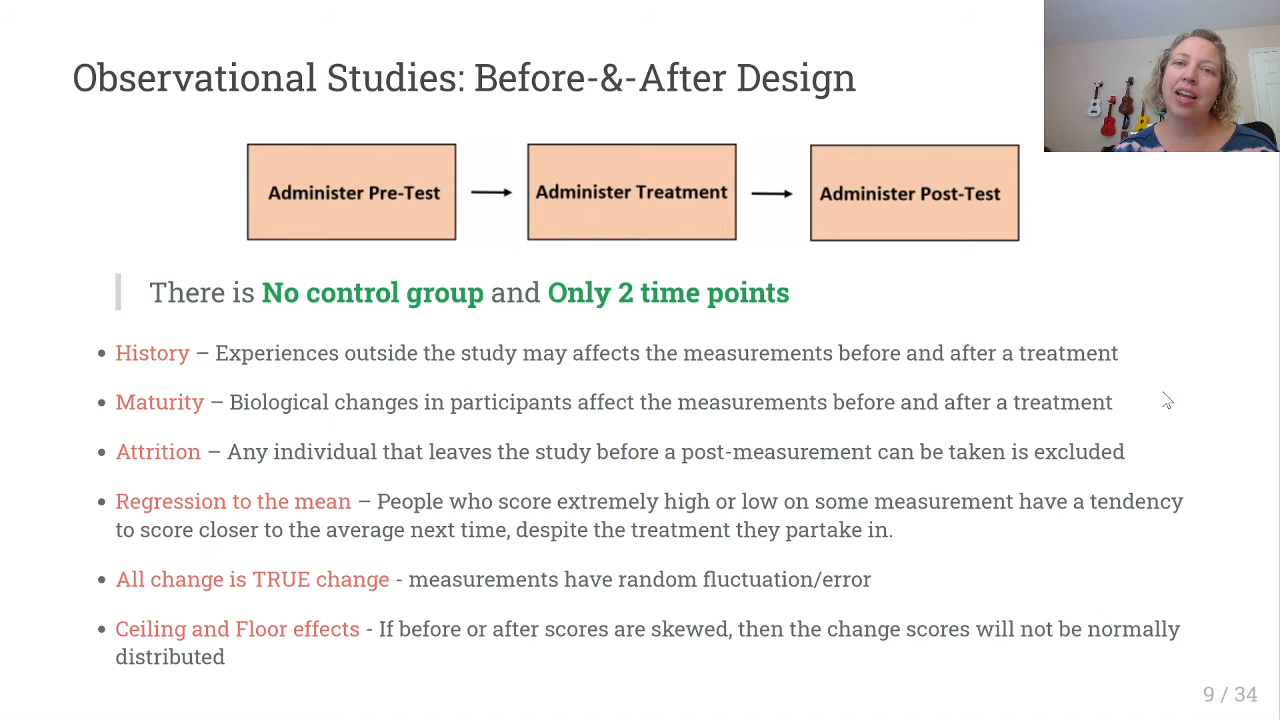 Observational Studies: Before-&-After Design
Administer Pre-Test
Administer Treatment
Administer Post-Test
There is No control group and Only 2 time points
• History – Experiences outside the study may affects the measurements before and after a treatment
• Maturity – Biological changes in participants affect the measurements before and after a treatment
• Attrition – Any individual that leaves the study before a post-measurement can be taken is excluded
• Regression to the mean – People who score extremely high or low on some measurement have a tendency
to score closer to the average next time, despite the treatment they partake in.
• All change is TRUE change - measurements have random fluctuation/error
• Ceiling and Floor effects - If before or after scores are skewed, then the change scores will not be normally
distributed
9 / 34